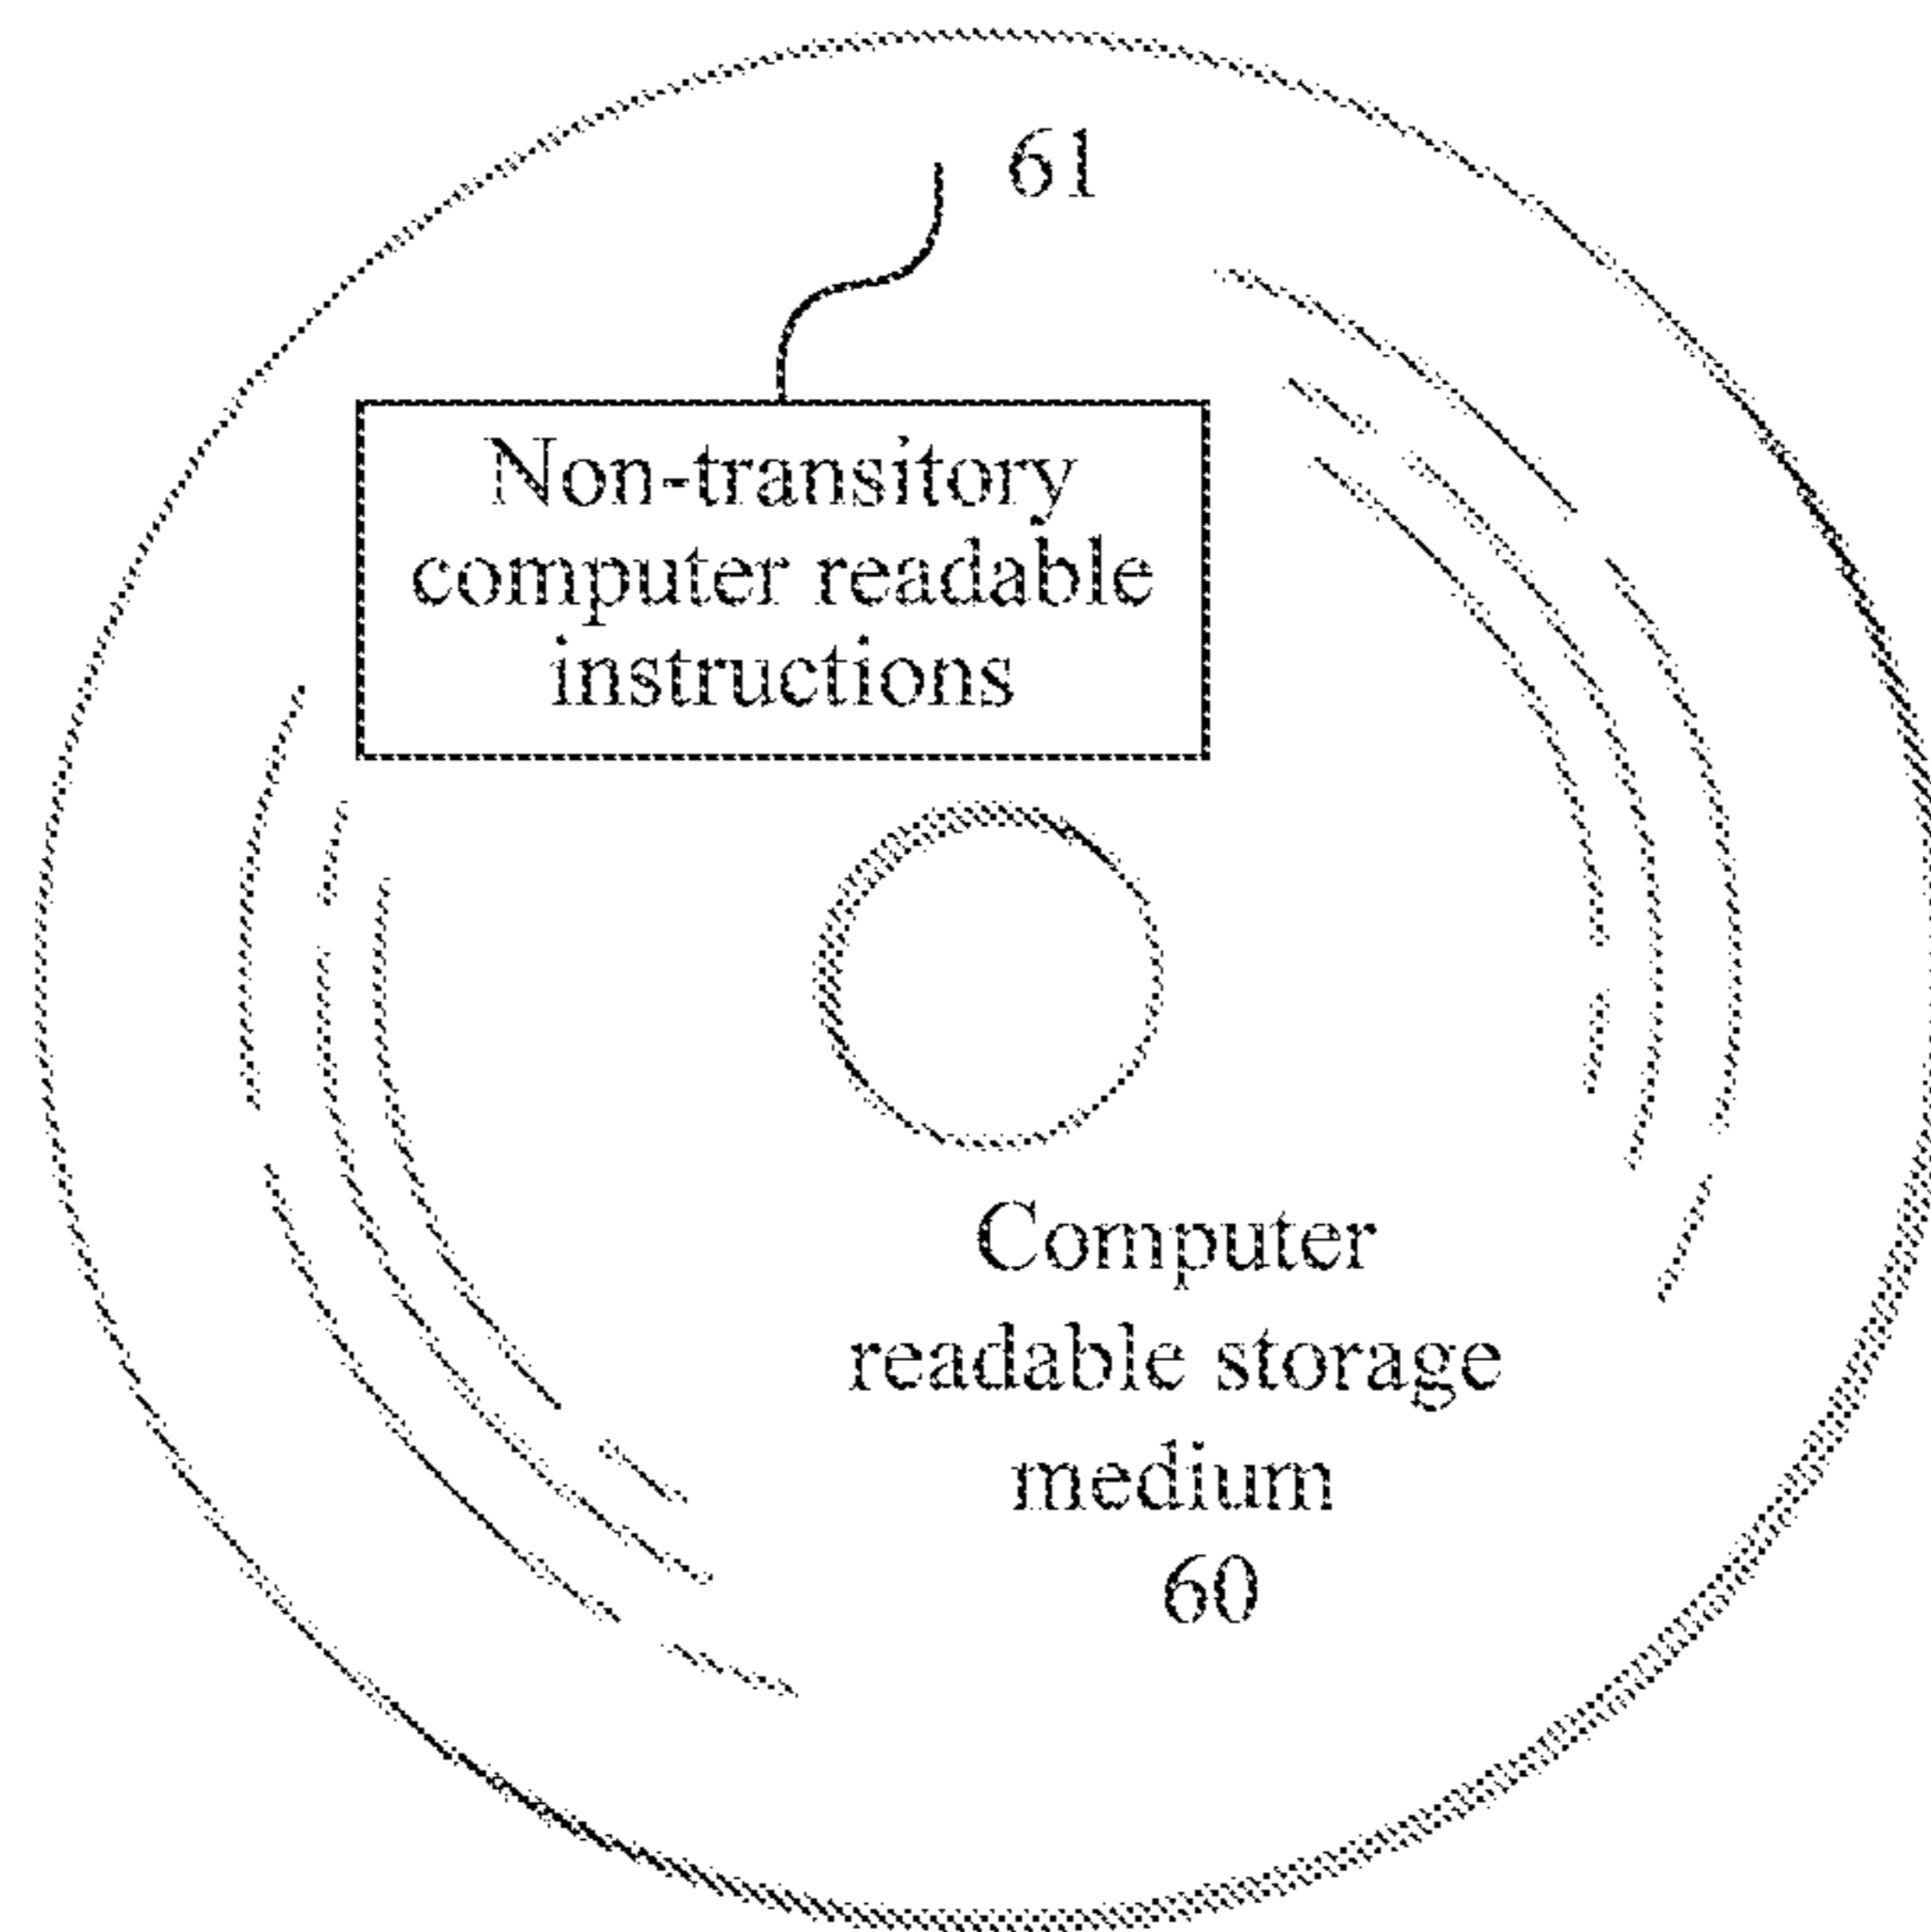 61
Non-transitory
computer readable
instructions
Computer
readable storage
medium
60